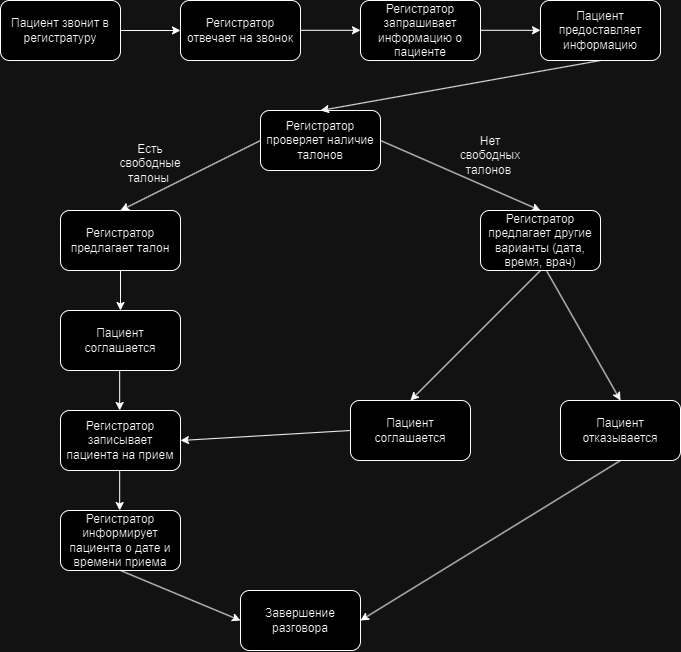 Пациент звонит в
регистратуру
Регистратор
отвечает на звонок
Регистратор
запрашивает
информацию о
пациенте
Пациент
предоставляет
информацию
Регистратор
проверяет наличие
талонов
Есть
свободные
талоны
Нет
свободных
талонов
Регистратор
предлагает талон
Регистратор
предлагает другие
варианты (дата,
время, врач)
Пациент
соглашается
Регистратор
записывает
пациента на прием
Пациент
соглашается
Пациент
отказывается
Регистратор
информирует
пациента о дате и
времени приема
Завершение
разговора